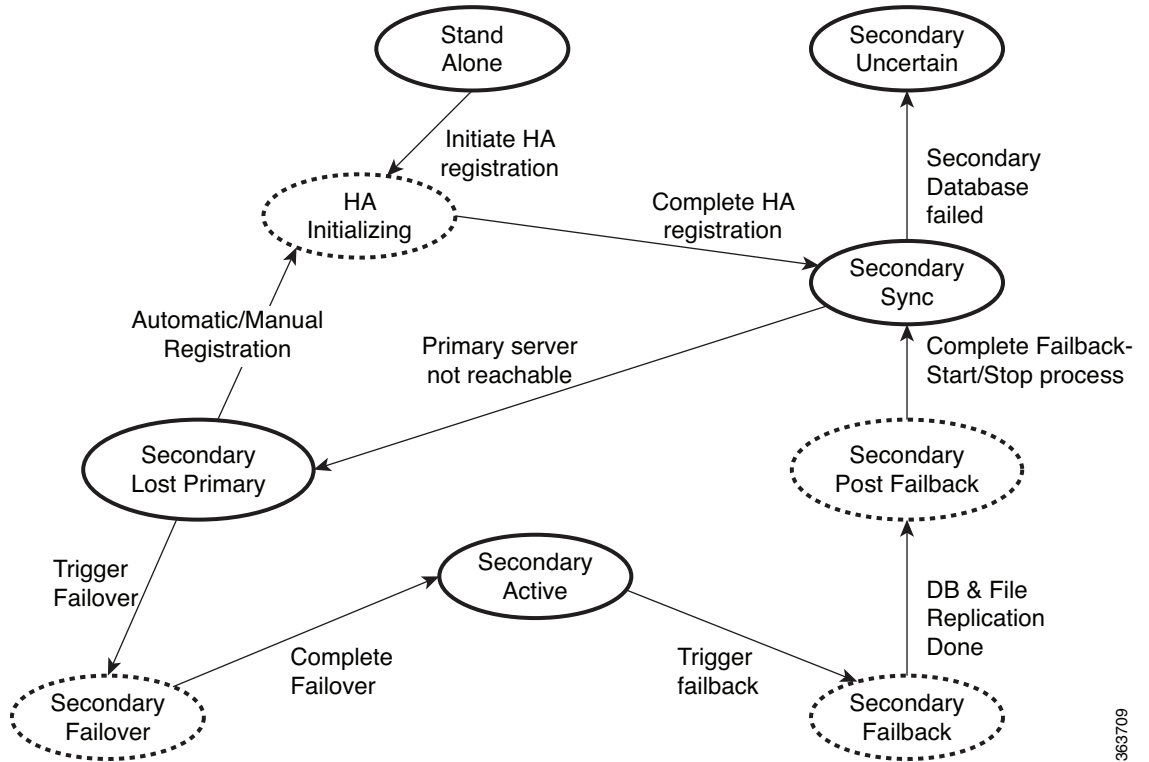 Stand
Alone
Secondary
Uncertain
Initiate HA
registration
Secondary
Database
failed
HA
Initializing
Complete HA
registration
Secondary
Sync
Automatic/Manual
Registration
Primary server
not reachable
Complete Failback-
Start/Stop process
Secondary
Lost Primary
Secondary
Post Failback
Trigger
Failover
Secondary
Active
DB & File
Replication
Done
Complete
Failover
Trigger
failback
Secondary
Failover
Secondary
Failback
363709